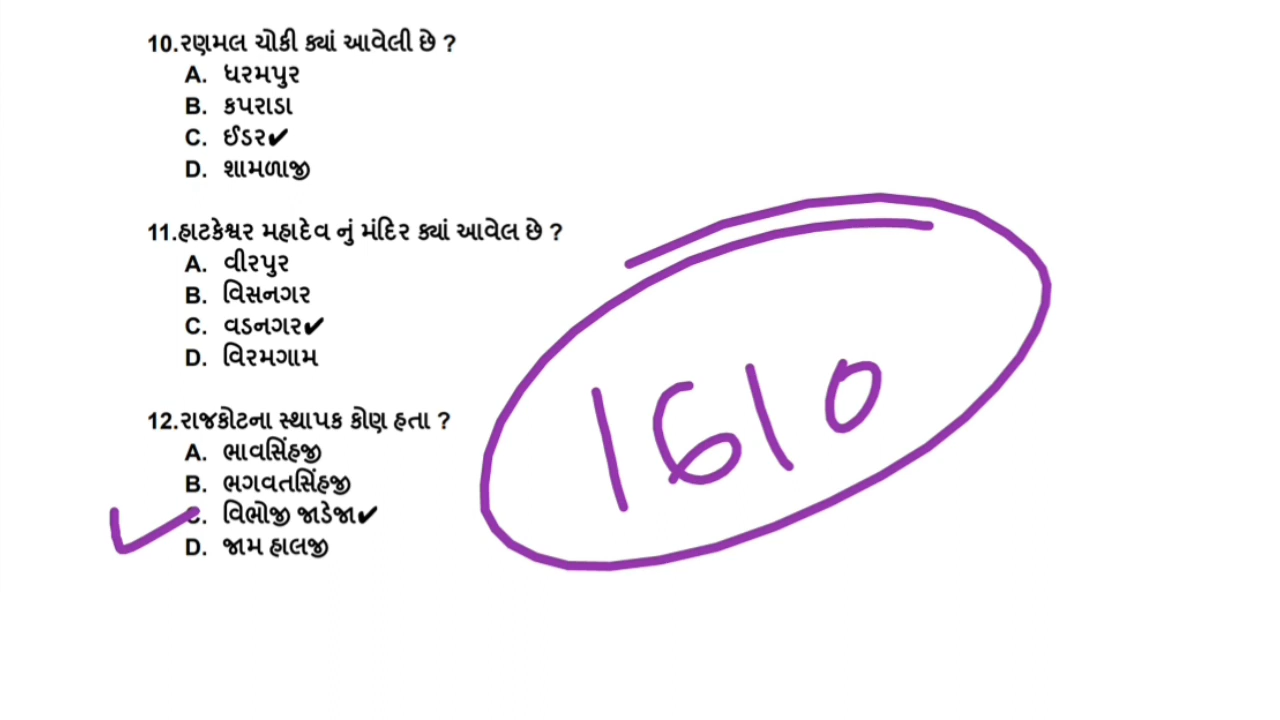 10.રણમલ ચોકી ક્યાં આવેલી છે ?
A. ધરમપુર
B. કપરાડા
C. ઈડર✔
D. શામળાજી
11.હાટકેશ્વર મહાદેવ નું મંદિર ક્યાં આવેલ છે ?
A. વીરપુર
B. વિસનગર
C. વડનગર✔
D. વિરમગામ
12.રાજકોટના સ્થાપક કોણ હતા ?
A. ભાવસિંહજી
B. ભગવતસિંહજી
C. વિભોજી જાડેજા✔
D. જામ હાલજી
1610